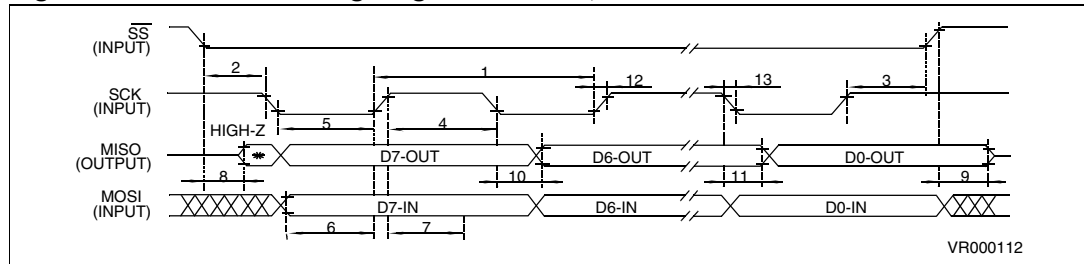 SS
(INPUT)
2
1
12
13
3
SCK
(INPUT)
5
4
HIGH-Z
MISO
(OUTPUT)
*
D7-OUT
D6-OUT
D0-OUT
8
10
11
9
MOSI
(INPUT)
D7-IN
D6-IN
D0-IN
6
7
VR000112